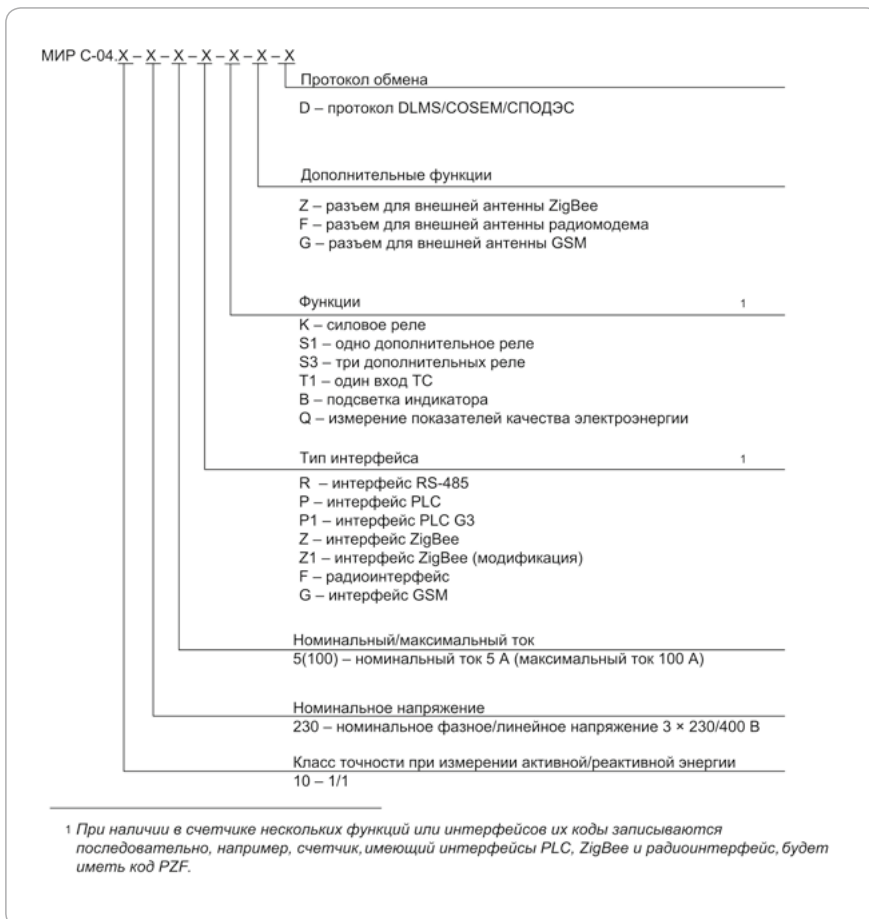 МИР С-04.X – X – X – X – X – X – X
Протокол обмена
D – протокол DLMS/COSEM/СПОДЭС
Дополнительные функции
Z – разъем для внешней антенны ZigBee
F – разъем для внешней антенны радиомодема
G – разъем для внешней антенны GSM
Функции 1
K – силовое реле
S1 – одно дополнительное реле
S3 – три дополнительных реле
T1 – один вход ТС
B – подсветка индикатора
Q – измерение показателей качества электроэнергии
Тип интерфейса 1
R – интерфейс RS-485
P – интерфейс PLC
P1 – интерфейс PLC G3
Z – интерфейс ZigBee
Z1 – интерфейс ZigBee (модификация)
F – радиоинтерфейс
G – интерфейс GSM
Номинальный/максимальный ток
5(100) – номинальный ток 5 А (максимальный ток 100 А)
Номинальное напряжение
230 – номинальное фазное/линейное напряжение 3 × 230/400 В
Класс точности при измерении активной/реактивной энергии
10 – 1/1
1 При наличии в счетчике нескольких функций или интерфейсов их коды записываются
последовательно, например, счетчик, имеющий интерфейсы PLC, ZigBee и радиоинтерфейс, будет
иметь код PZF.